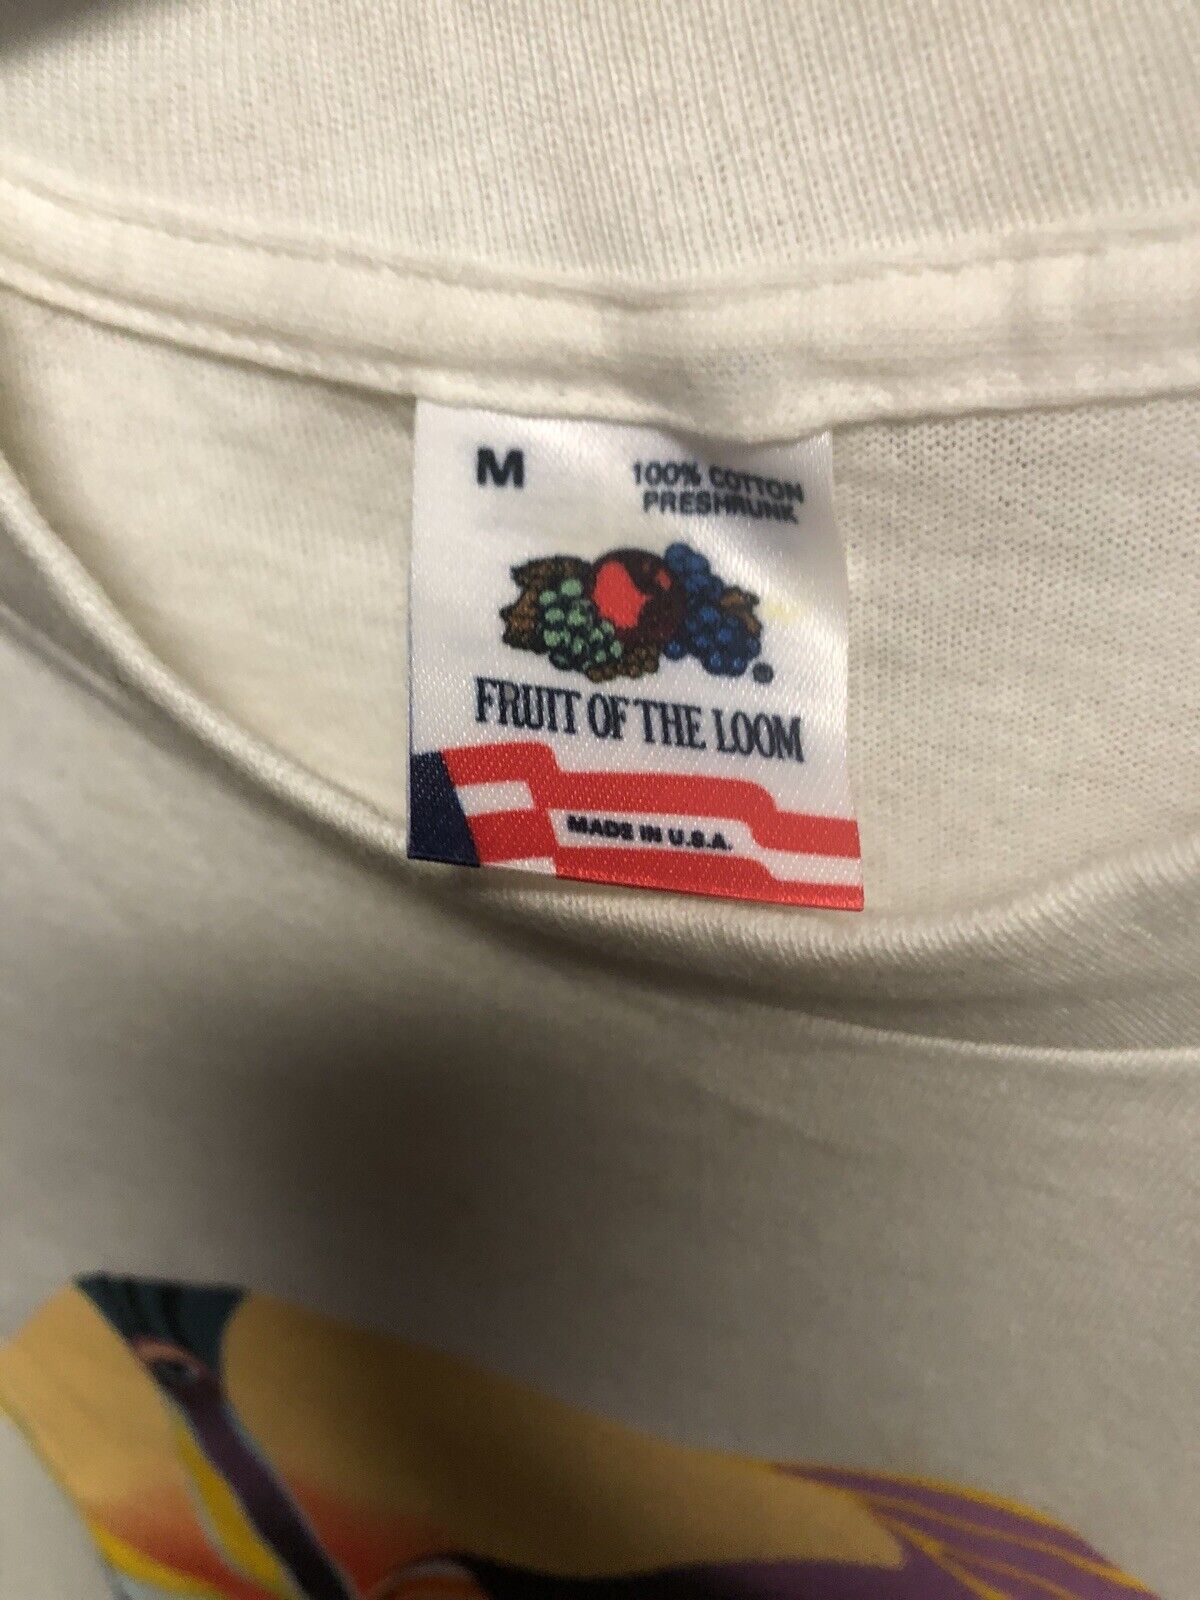 M
100% COTTON
PRESHRUNK
®
FRUIT OF THE LOOM
MADE IN U.S.A.